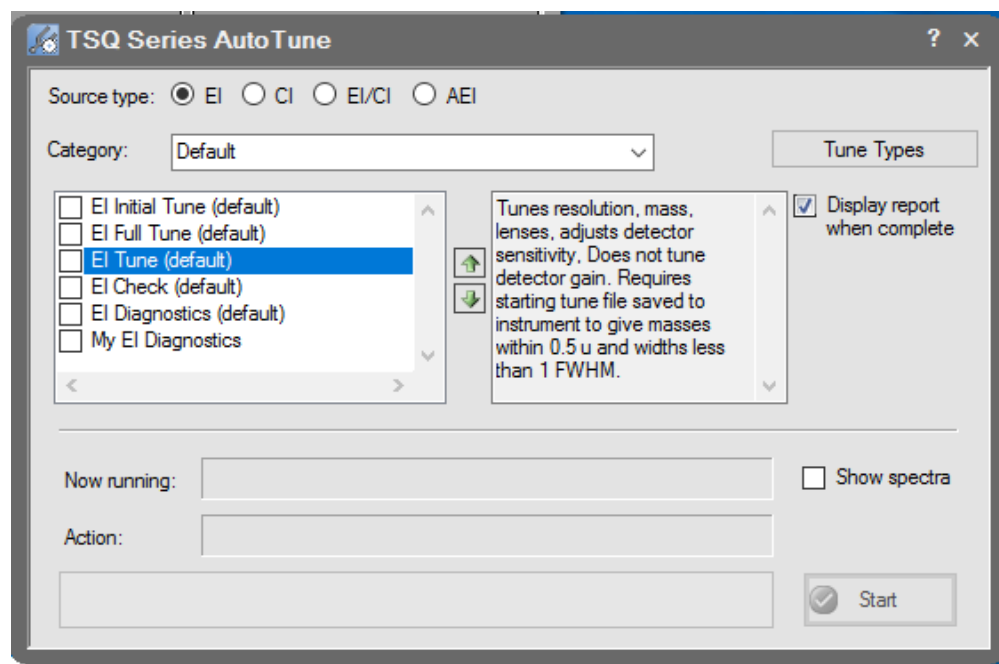 TSQ Series AutoTune ? ×
Source type: EI CI EI/CI AEI
Category: Default Tune Types
EI Initial Tune (default)
EI Full Tune (default)
EI Tune (default)
EI Check (default)
EI Diagnostics (default)
My EI Diagnostics
Tunes resolution, mass,
lenses, adjusts detector
sensitivity, Does not tune
detector gain. Requires
starting tune file saved to
instrument to give masses
within 0.5 u and widths less
than 1 FWHM.
Display report
when complete
Now running:
Show spectra
Action:
Start